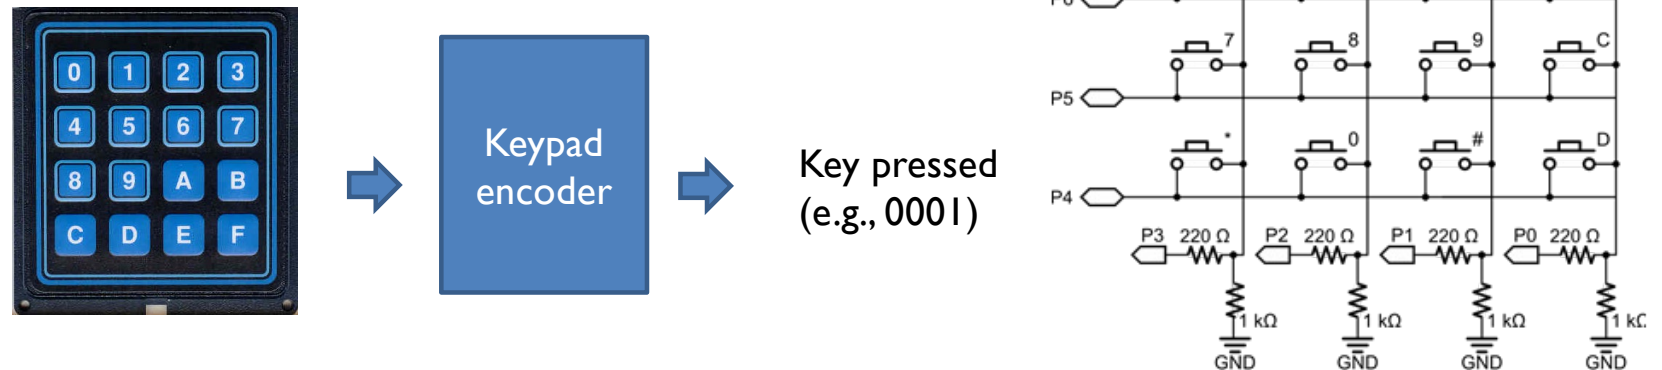 0 1 2 3
4 5 6 7
8 9 A B
C D E F
Keypad
encoder
Key pressed
(e.g., 0001)
7 8 9 C
P5
* 0 # D
P4
P3 220 Ω P2 220 Ω P1 220 Ω P0 220 Ω
1 kΩ 1 kΩ 1 kΩ
GND GND GND GND